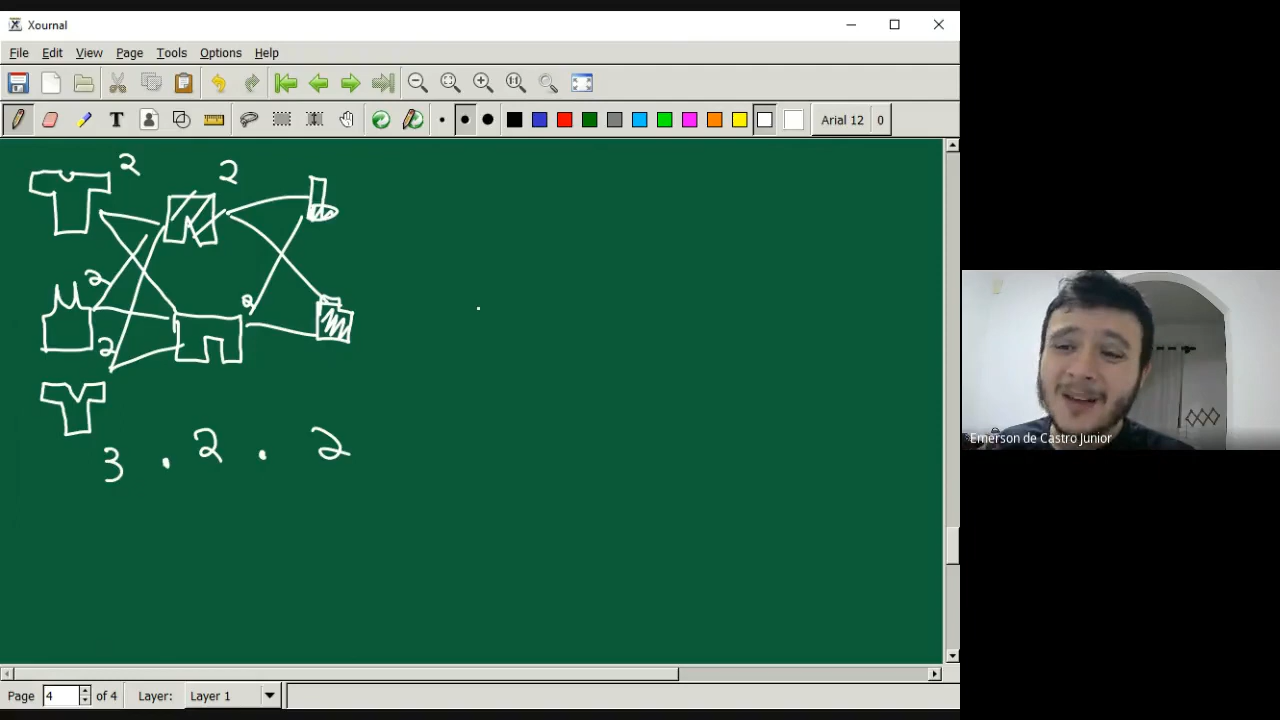 Xournal
File Edit View Page Tools Options Help
Arial 12 0
2 2
2 2
2
3 . 2 . 2
Emerson de Castro Junior
Page 4 of 4 Layer: Layer 1